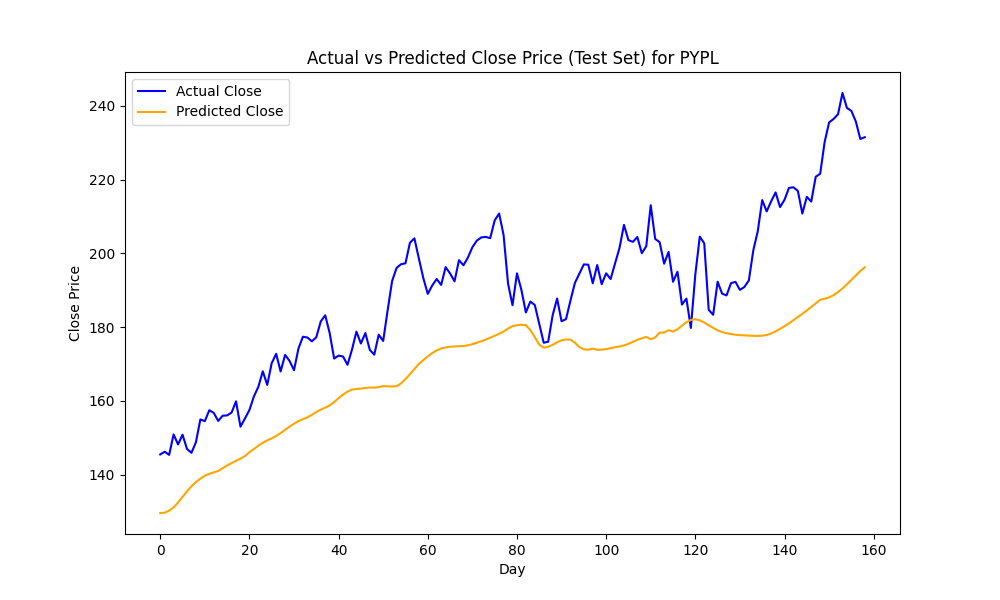 Actual vs Predicted Close Price (Test Set) for PYPL
Actual Close
Predicted Close
Close Price
240
220
200
180
160
140
0 20 40 60 80 100 120 140 160
Day